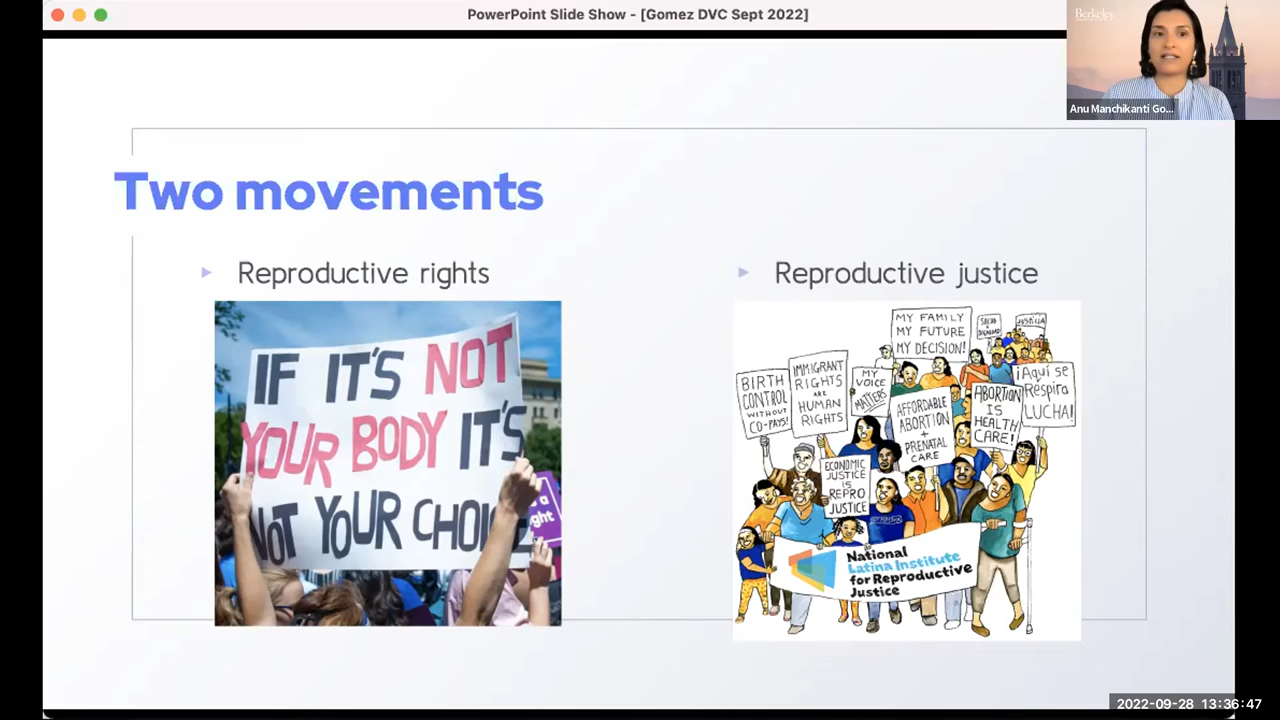 PowerPoint Slide Show - [Gomez DVC Sept 2022]
Berkeley
Anu Manchikanti Go...
Two movements
Reproductive rights
IF IT'S NOT
YOUR BODY IT'S
NOT YOUR CHOI
ght
Reproductive justice
MY FAMILY
MY FUTURE
MY DECISION!
JUSTICIA
BIRTH
CONTROL
WITHOUT
CO-PAYS!
IMMIGRANT
RIGHTS
ARE
HUMAN
RIGHTS
MY
VOICE
MATTERS
AFFORDABLE
ABORTION
+
PRENATAL
CARE
ABORTION
IS
HEALTH
CARE!
¡Aquí se
Respira
LUCHA!
ECONOMIC
JUSTICE
IS
REPRO
JUSTICE
National
Latina Institute
for Reproductive
Justice
2022-09-28 13:36:47